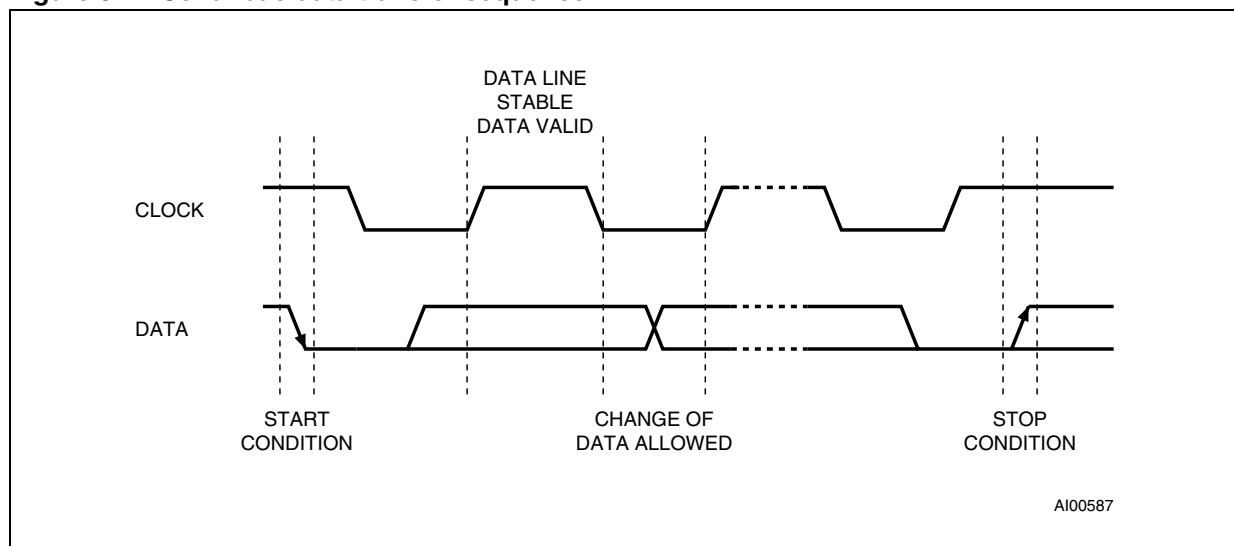 DATA LINE
STABLE
DATA VALID
CLOCK
DATA
START
CONDITION
CHANGE OF
DATA ALLOWED
STOP
CONDITION
AI00587